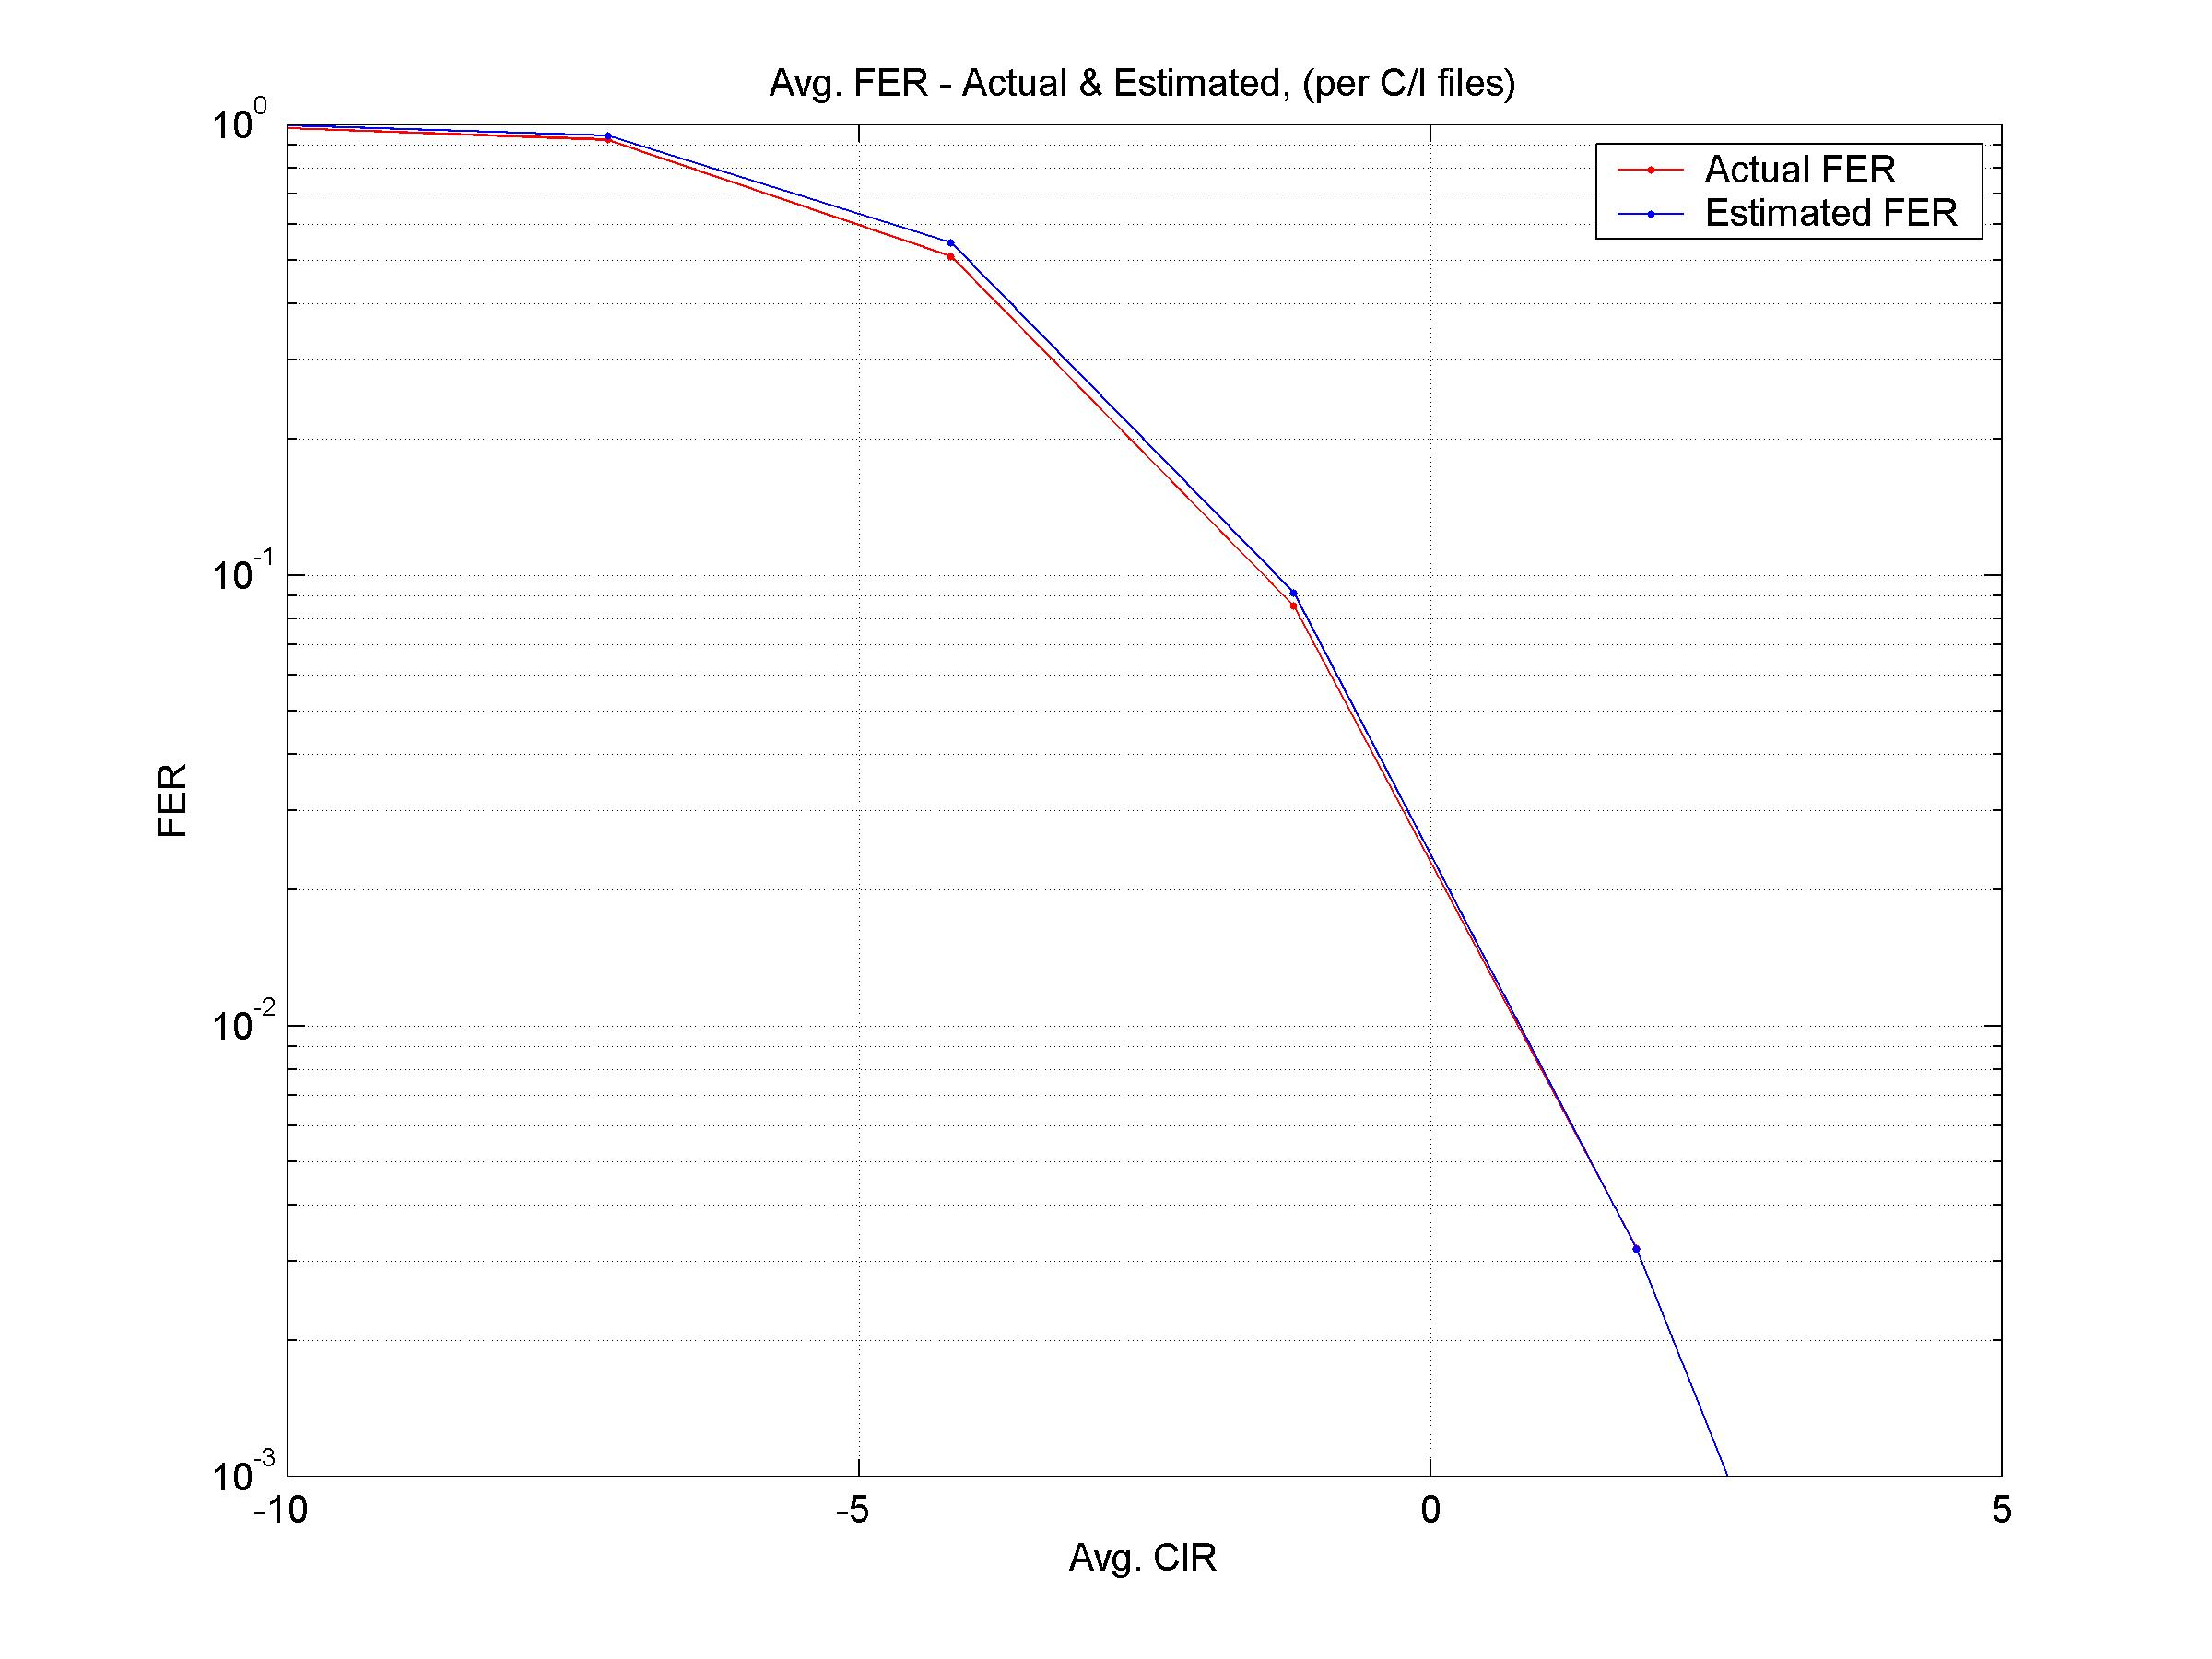 Avg. FER - Actual & Estimated, (per C/I files)
Actual FER
Estimated FER
10^0
10^-1
10^-2
10^-3
FER
-10
-5
0
5
Avg. CIR